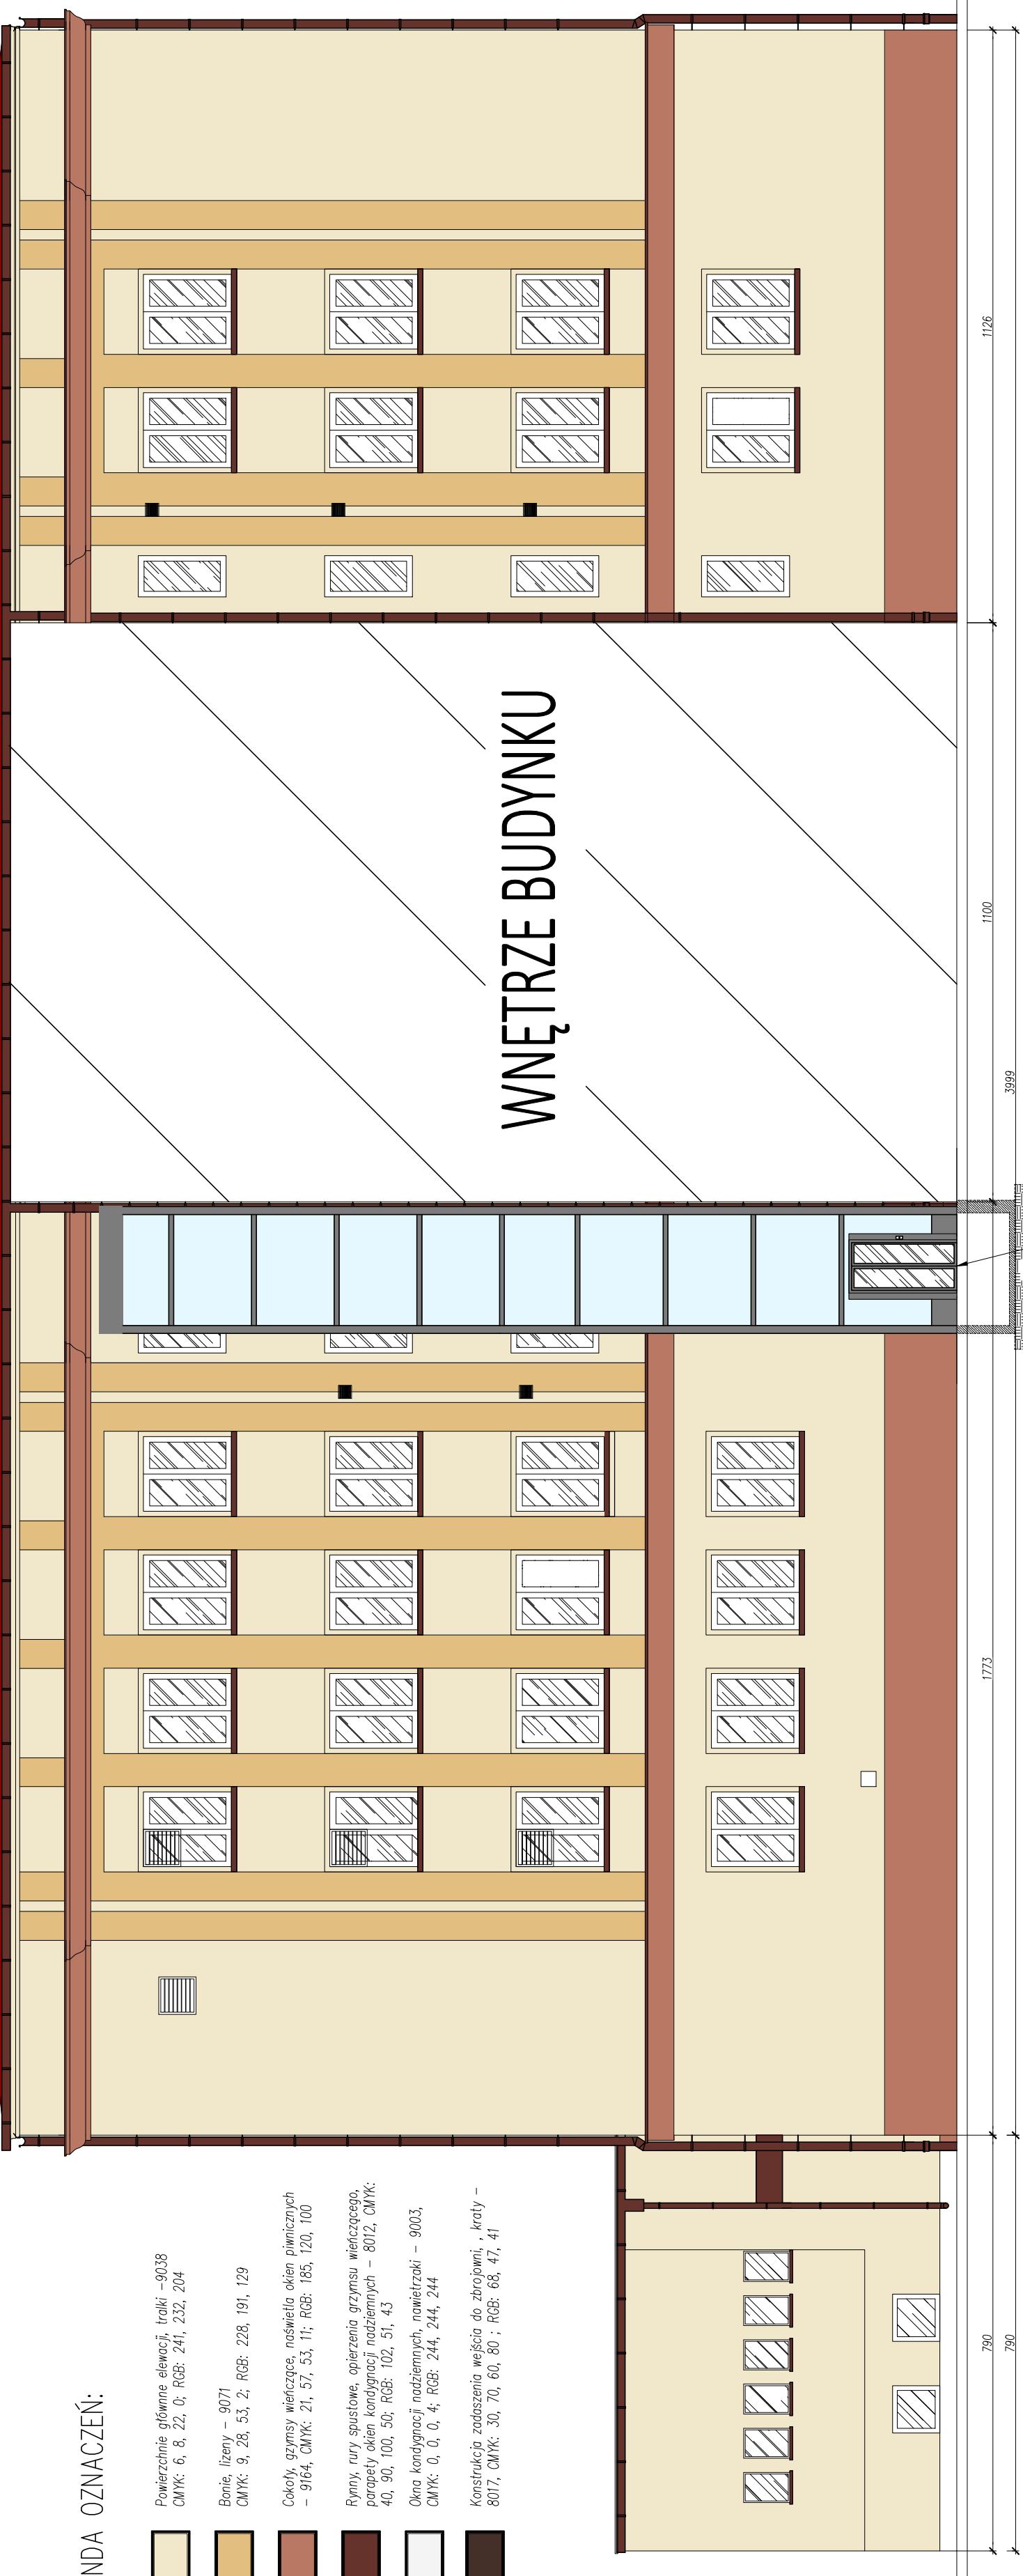 NDA OZNACZEŃ:
Powierzchnie główne elewacji, tralki -9038
CMYK: 6, 8, 22, 0; RGB: 241, 232, 204
Bonie, lizeny - 9071
CMYK: 9, 28, 53, 2; RGB: 228, 191, 129
Cokoły, gzymsy wieńczące, naświetla okien piwnicznych
- 9164, CMYK: 21, 57, 53, 11; RGB: 185, 120, 100
Rynny, rury spustowe, opierzenia grzymsu wieńczącego,
parapety okien kondygnacji nadziemnych - 8012, CMYK:
40, 90, 100, 50; RGB: 102, 51, 43
Okna kondygnacji nadziemnych, nawietrzaki - 9003,
CMYK: 0, 0, 0, 4; RGB: 244, 244, 244
Konstrukcja zadaszenia wejścia do zbrojowni, , kraty -
8017, CMYK: 30, 70, 60, 80 ; RGB: 68, 47, 41
WNĘTRZE BUDYNKU
790
1773
1100
1126
790
3999